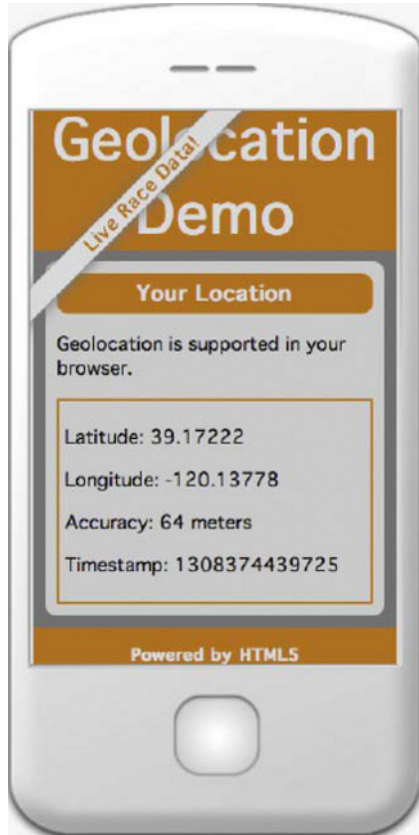 Geolocation
Demo
Live Race Data!
Your Location
Geolocation is supported in your
browser.
Latitude: 39.17222
Longitude: -120.13778
Accuracy: 64 meters
Timestamp: 1308374439725
Powered by HTML5